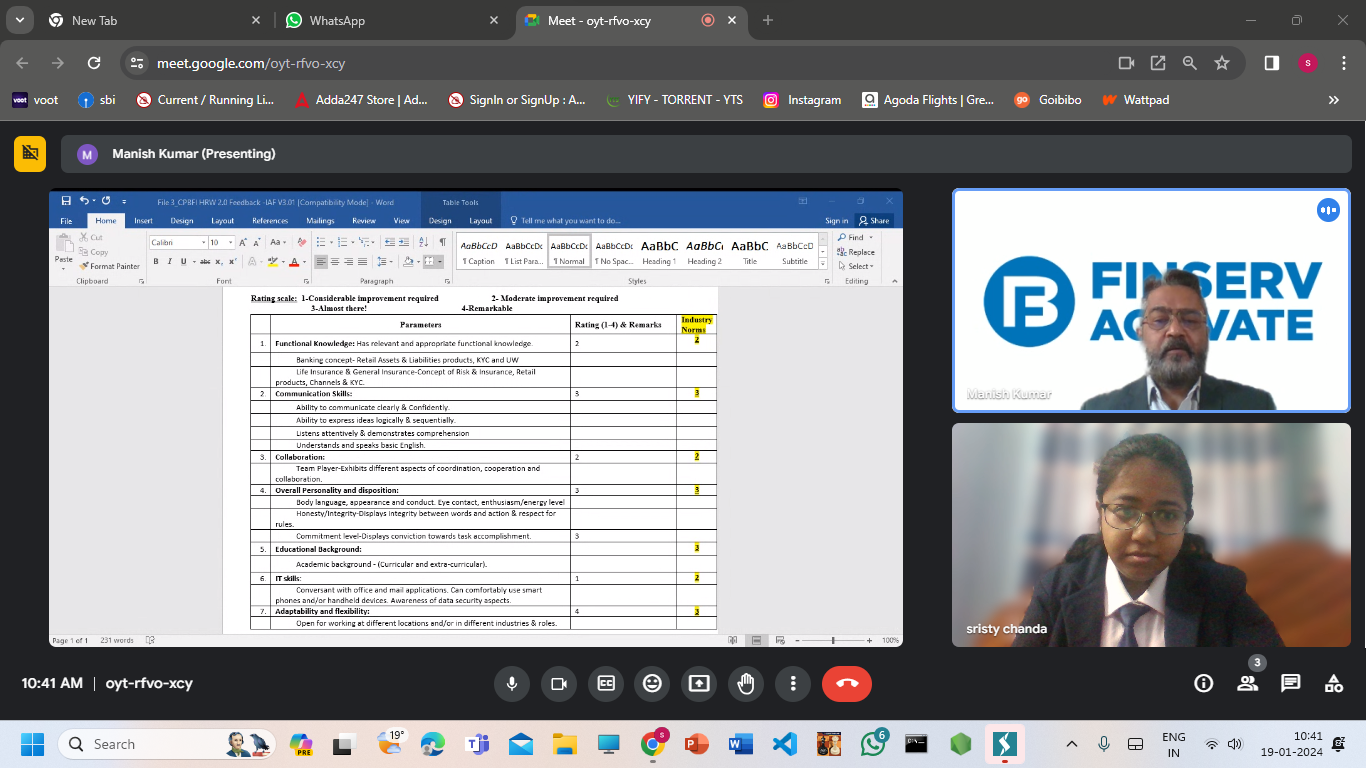 New Tab
WhatsApp
Meet - oyt-rfvo-xcy
meet.google.com/oyt-rfvo-xcy
s
voot
voot
sbi
Current / Running Li...
Adda247 Store | Ad...
SignIn or SignUp : A...
YIFY - TORRENT - YTS
Instagram
Agoda Flights | Gre...
go
Goibibo
Wattpad
M
Manish Kumar (Presenting)
File 3_CPBFI HRW 2.0 Feedback -IAF V3.01 [Compatibility Mode] - Word
Table Tools
File
Home
Insert
Design
Layout
References
Mailings
Review
View
Design
Layout
Tell me what you want to do...
Sign in
Share
Paste
Cut
Copy
Format Painter
Calibri
10
AaBbCcD
AaBbCcDc
AaBbCcDc
AaBbCcDc
AaBbC
AaBbCc
AaBbC
AaBbCcD
¶ Caption
¶ List Para...
¶ Normal
¶ No Spac...
Heading 1
Heading 2
Title
Subtitle
Find
Replace
Select
Clipboard
Font
Paragraph
Styles
Editing
Rating scale: 1-Considerable improvement required 2- Moderate improvement required
3-Almost there! 4-Remarkable
Parameters Rating (1-4) & Remarks Industry Norms
1. Functional Knowledge: Has relevant and appropriate functional knowledge. 2 2
Banking concept- Retail Assets & Liabilities products, KYC and UW
Life Insurance & General Insurance-Concept of Risk & Insurance, Retail
products, Channels & KYC.
2. Communication Skills: 3 3
Ability to communicate clearly & Confidently.
Ability to express ideas logically & sequentially.
Listens attentively & demonstrates comprehension
Understands and speaks basic English.
3. Collaboration: 2 2
Team Player-Exhibits different aspects of coordination, cooperation and
collaboration.
4. Overall Personality and disposition: 3 3
Body language, appearance and conduct. Eye contact, enthusiasm/energy level
Honesty/Integrity-Displays integrity between words and action & respect for
rules.
Commitment level-Displays conviction towards task accomplishment. 3
5. Educational Background: 3
Academic background - (Curricular and extra-curricular).
6. IT skills: 1 2
Conversant with office and mail applications. Can comfortably use smart
phones and/or handheld devices. Awareness of data security aspects.
7. Adaptability and flexibility: 4 3
Open for working at different locations and/or in different industries & roles.
Page 1 of 1
231 words
100%
FINSERV
Manish Kumar
sristy chanda
10:41 AM | oyt-rfvo-xcy
3
Search
PRE
19°
s
6
ENG
IN
10:41
19-01-2024